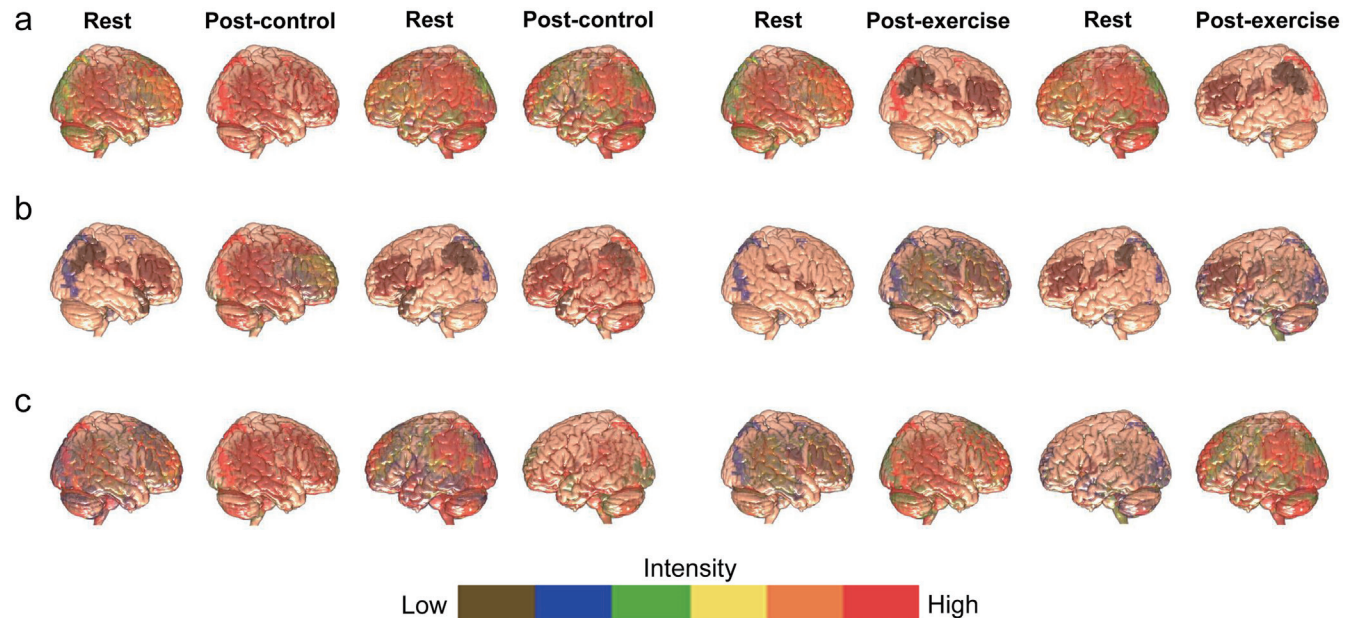 a Rest Post-control Rest Post-control Rest Post-exercise Rest Post-exercise
b
c
Intensity
Low High